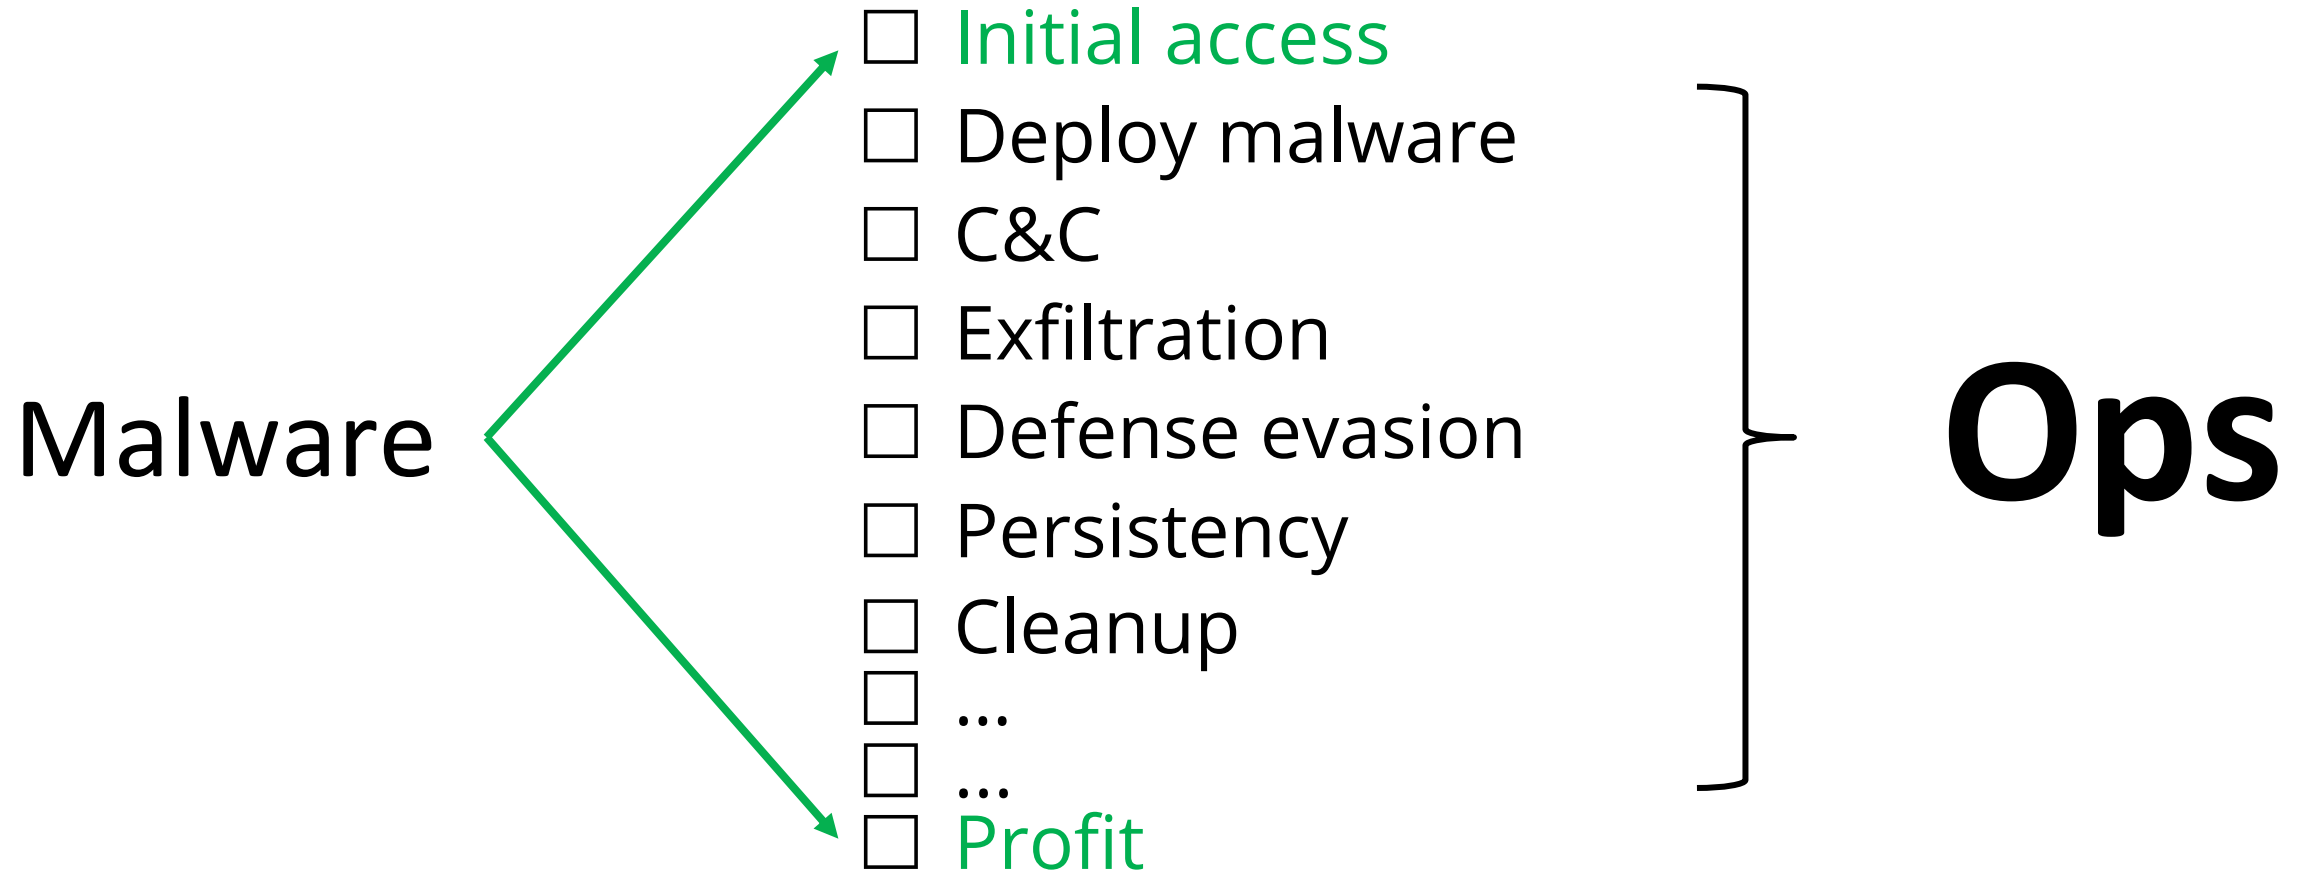 Malware
Initial access
Deploy malware
C&C
Exfiltration
Defense evasion
Persistency
Cleanup
...
...
Profit
Ops